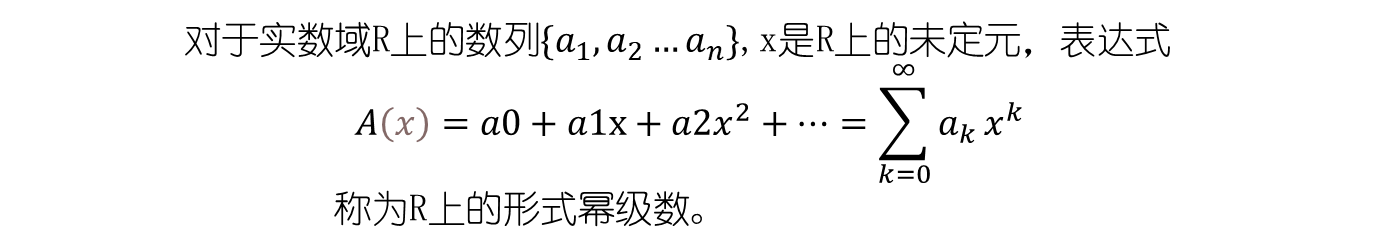 对于实数域R上的数列{a₁, a₂ … aₙ}, x是R上的未定元，表达式
A(x) = a0 + a1x + a2x² + ⋯ = ∑_{k=0}^{∞} aₖ xᵏ
称为R上的形式幂级数。